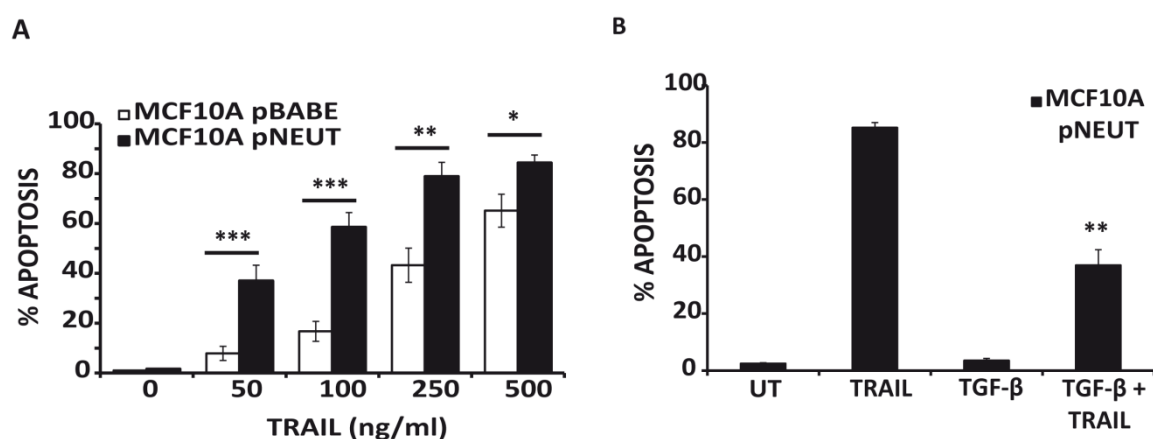 A
% APOPTOSIS
MCF10A pBABE
MCF10A pNEUT
100
80
60
40
20
0
***
***
**
*
0 50 100 250 500
TRAIL (ng/ml)
B
% APOPTOSIS
MCF10A
pNEUT
100
80
60
40
20
0
**
UT TRAIL TGF-β TGF-β +
TRAIL